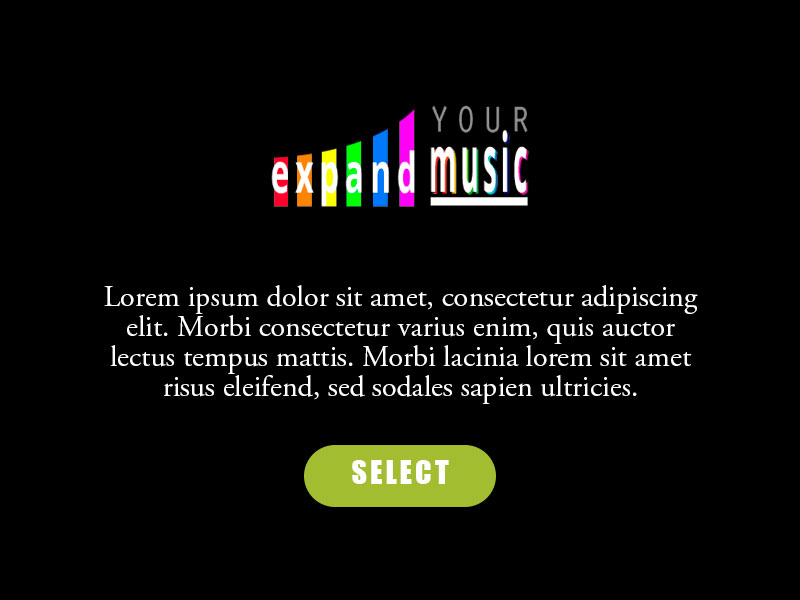 YOUR
expand music
Lorem ipsum dolor sit amet, consectetur adipiscing
elit. Morbi consectetur varius enim, quis auctor
lectus tempus mattis. Morbi lacinia lorem sit amet
risus eleifend, sed sodales sapien ultricies.
SELECT